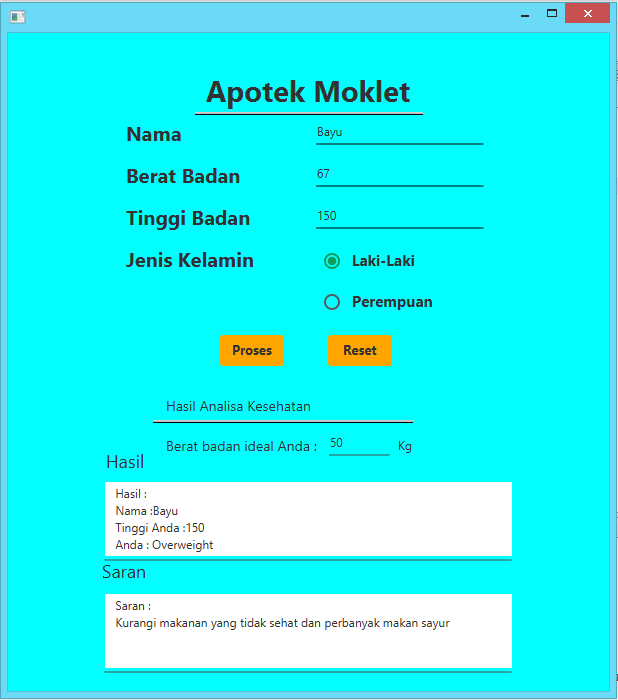 Apotek Moklet
Nama Bayu
Berat Badan 67
Tinggi Badan 150
Jenis Kelamin Laki-Laki
Perempuan
Proses Reset
Hasil Analisa Kesehatan
Berat badan ideal Anda : 50 Kg
Hasil
Hasil :
Nama :Bayu
Tinggi Anda :150
Anda : Overweight
Saran
Saran :
Kurangi makanan yang tidak sehat dan perbanyak makan sayur